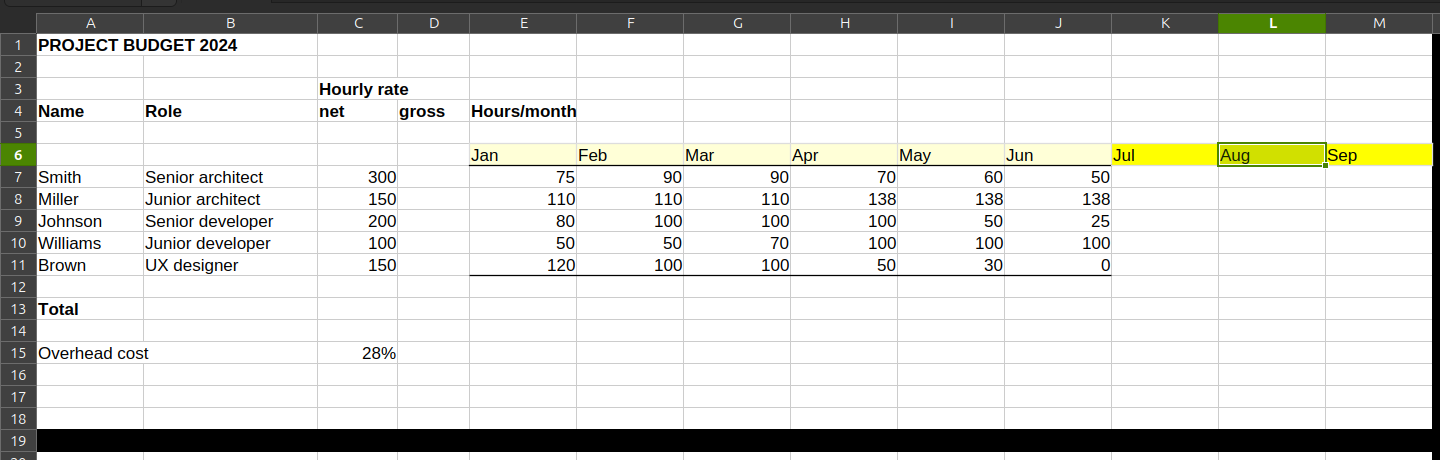 A B C D E F G H I J K L M
1 PROJECT BUDGET 2024
2
3 Hourly rate
4 Name Role net gross Hours/month
5
6 Jan Feb Mar Apr May Jun Jul Aug Sep
7 Smith Senior architect 300 75 90 90 70 60 50
8 Miller Junior architect 150 110 110 110 138 138 138
9 Johnson Senior developer 200 80 100 100 100 50 25
10 Williams Junior developer 100 50 50 70 100 100 100
11 Brown UX designer 150 120 100 100 50 30 0
12
13 Total
14
15 Overhead cost 28%
16
17
18
19
20